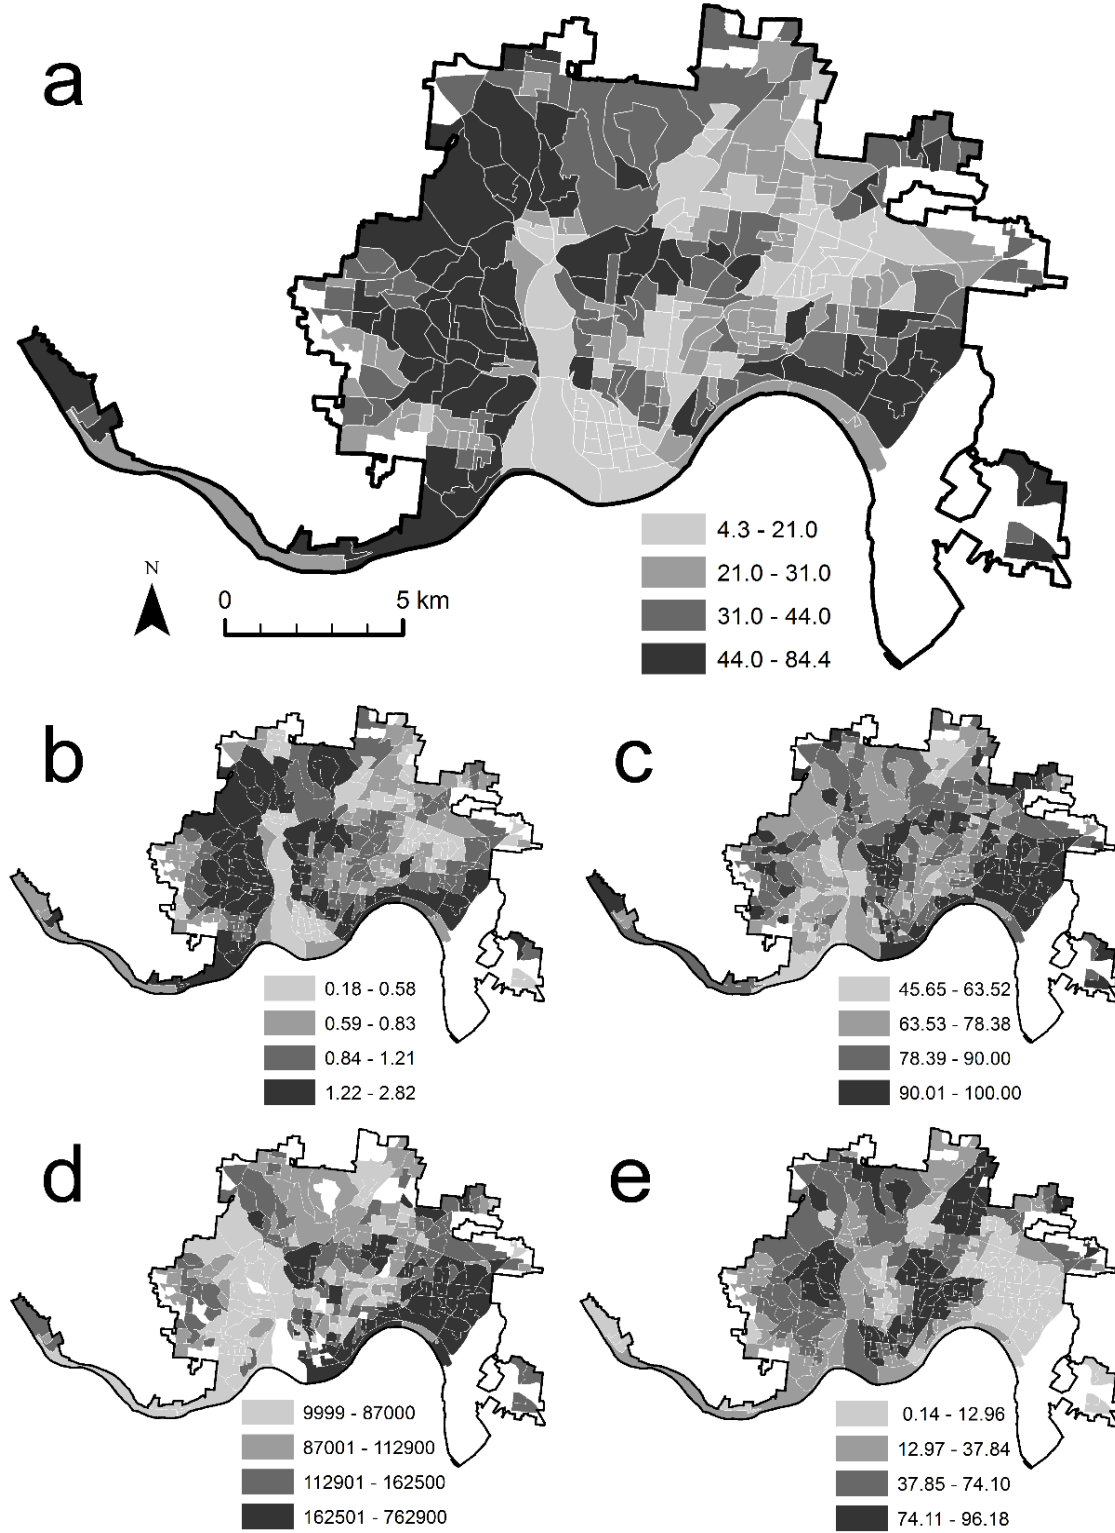 a
4.3 - 21.0
21.0 - 31.0
31.0 - 44.0
44.0 - 84.4
N
0 5 km
b
0.18 - 0.58
0.59 - 0.83
0.84 - 1.21
1.22 - 2.82
c
45.65 - 63.52
63.53 - 78.38
78.39 - 90.00
90.01 - 100.00
d
9999 - 87000
87001 - 112900
112901 - 162500
162501 - 762900
e
0.14 - 12.96
12.97 - 37.84
37.85 - 74.10
74.11 - 96.18